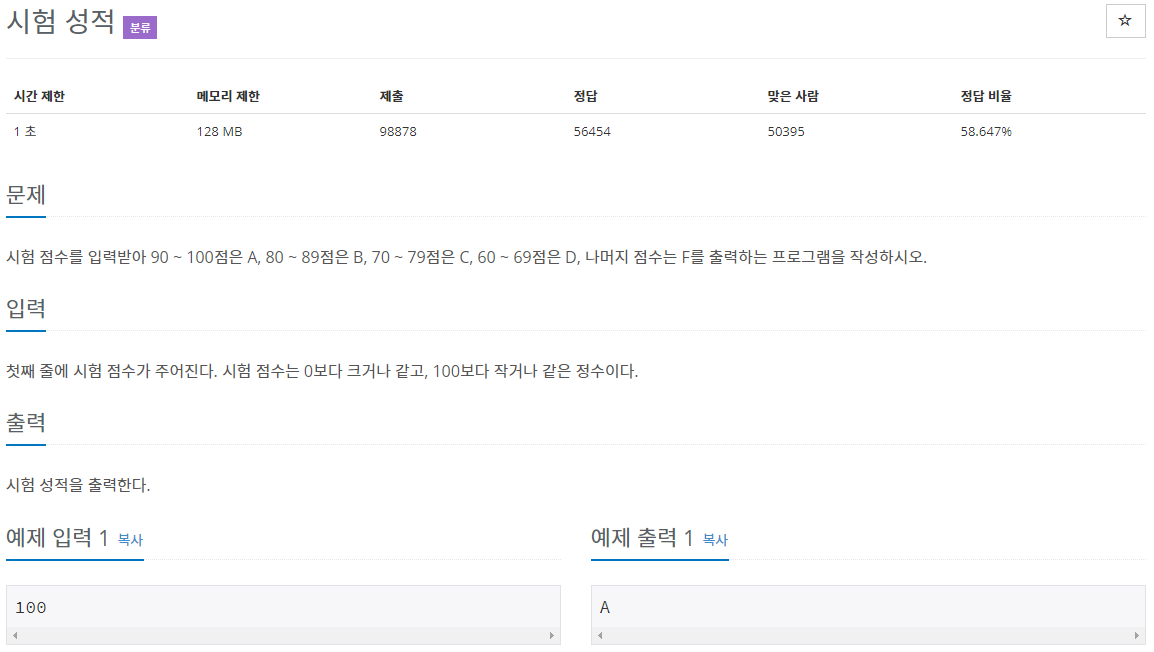 시험 성적 분류
☆
시간 제한 메모리 제한 제출 정답 맞은 사람 정답 비율
1 초 128 MB 98878 56454 50395 58.647%
문제
시험 점수를 입력받아 90 ~ 100점은 A, 80 ~ 89점은 B, 70 ~ 79점은 C, 60 ~ 69점은 D, 나머지 점수는 F를 출력하는 프로그램을 작성하시오.
입력
첫째 줄에 시험 점수가 주어진다. 시험 점수는 0보다 크거나 같고, 100보다 작거나 같은 정수이다.
출력
시험 성적을 출력한다.
예제 입력 1 복사
100
예제 출력 1 복사
A